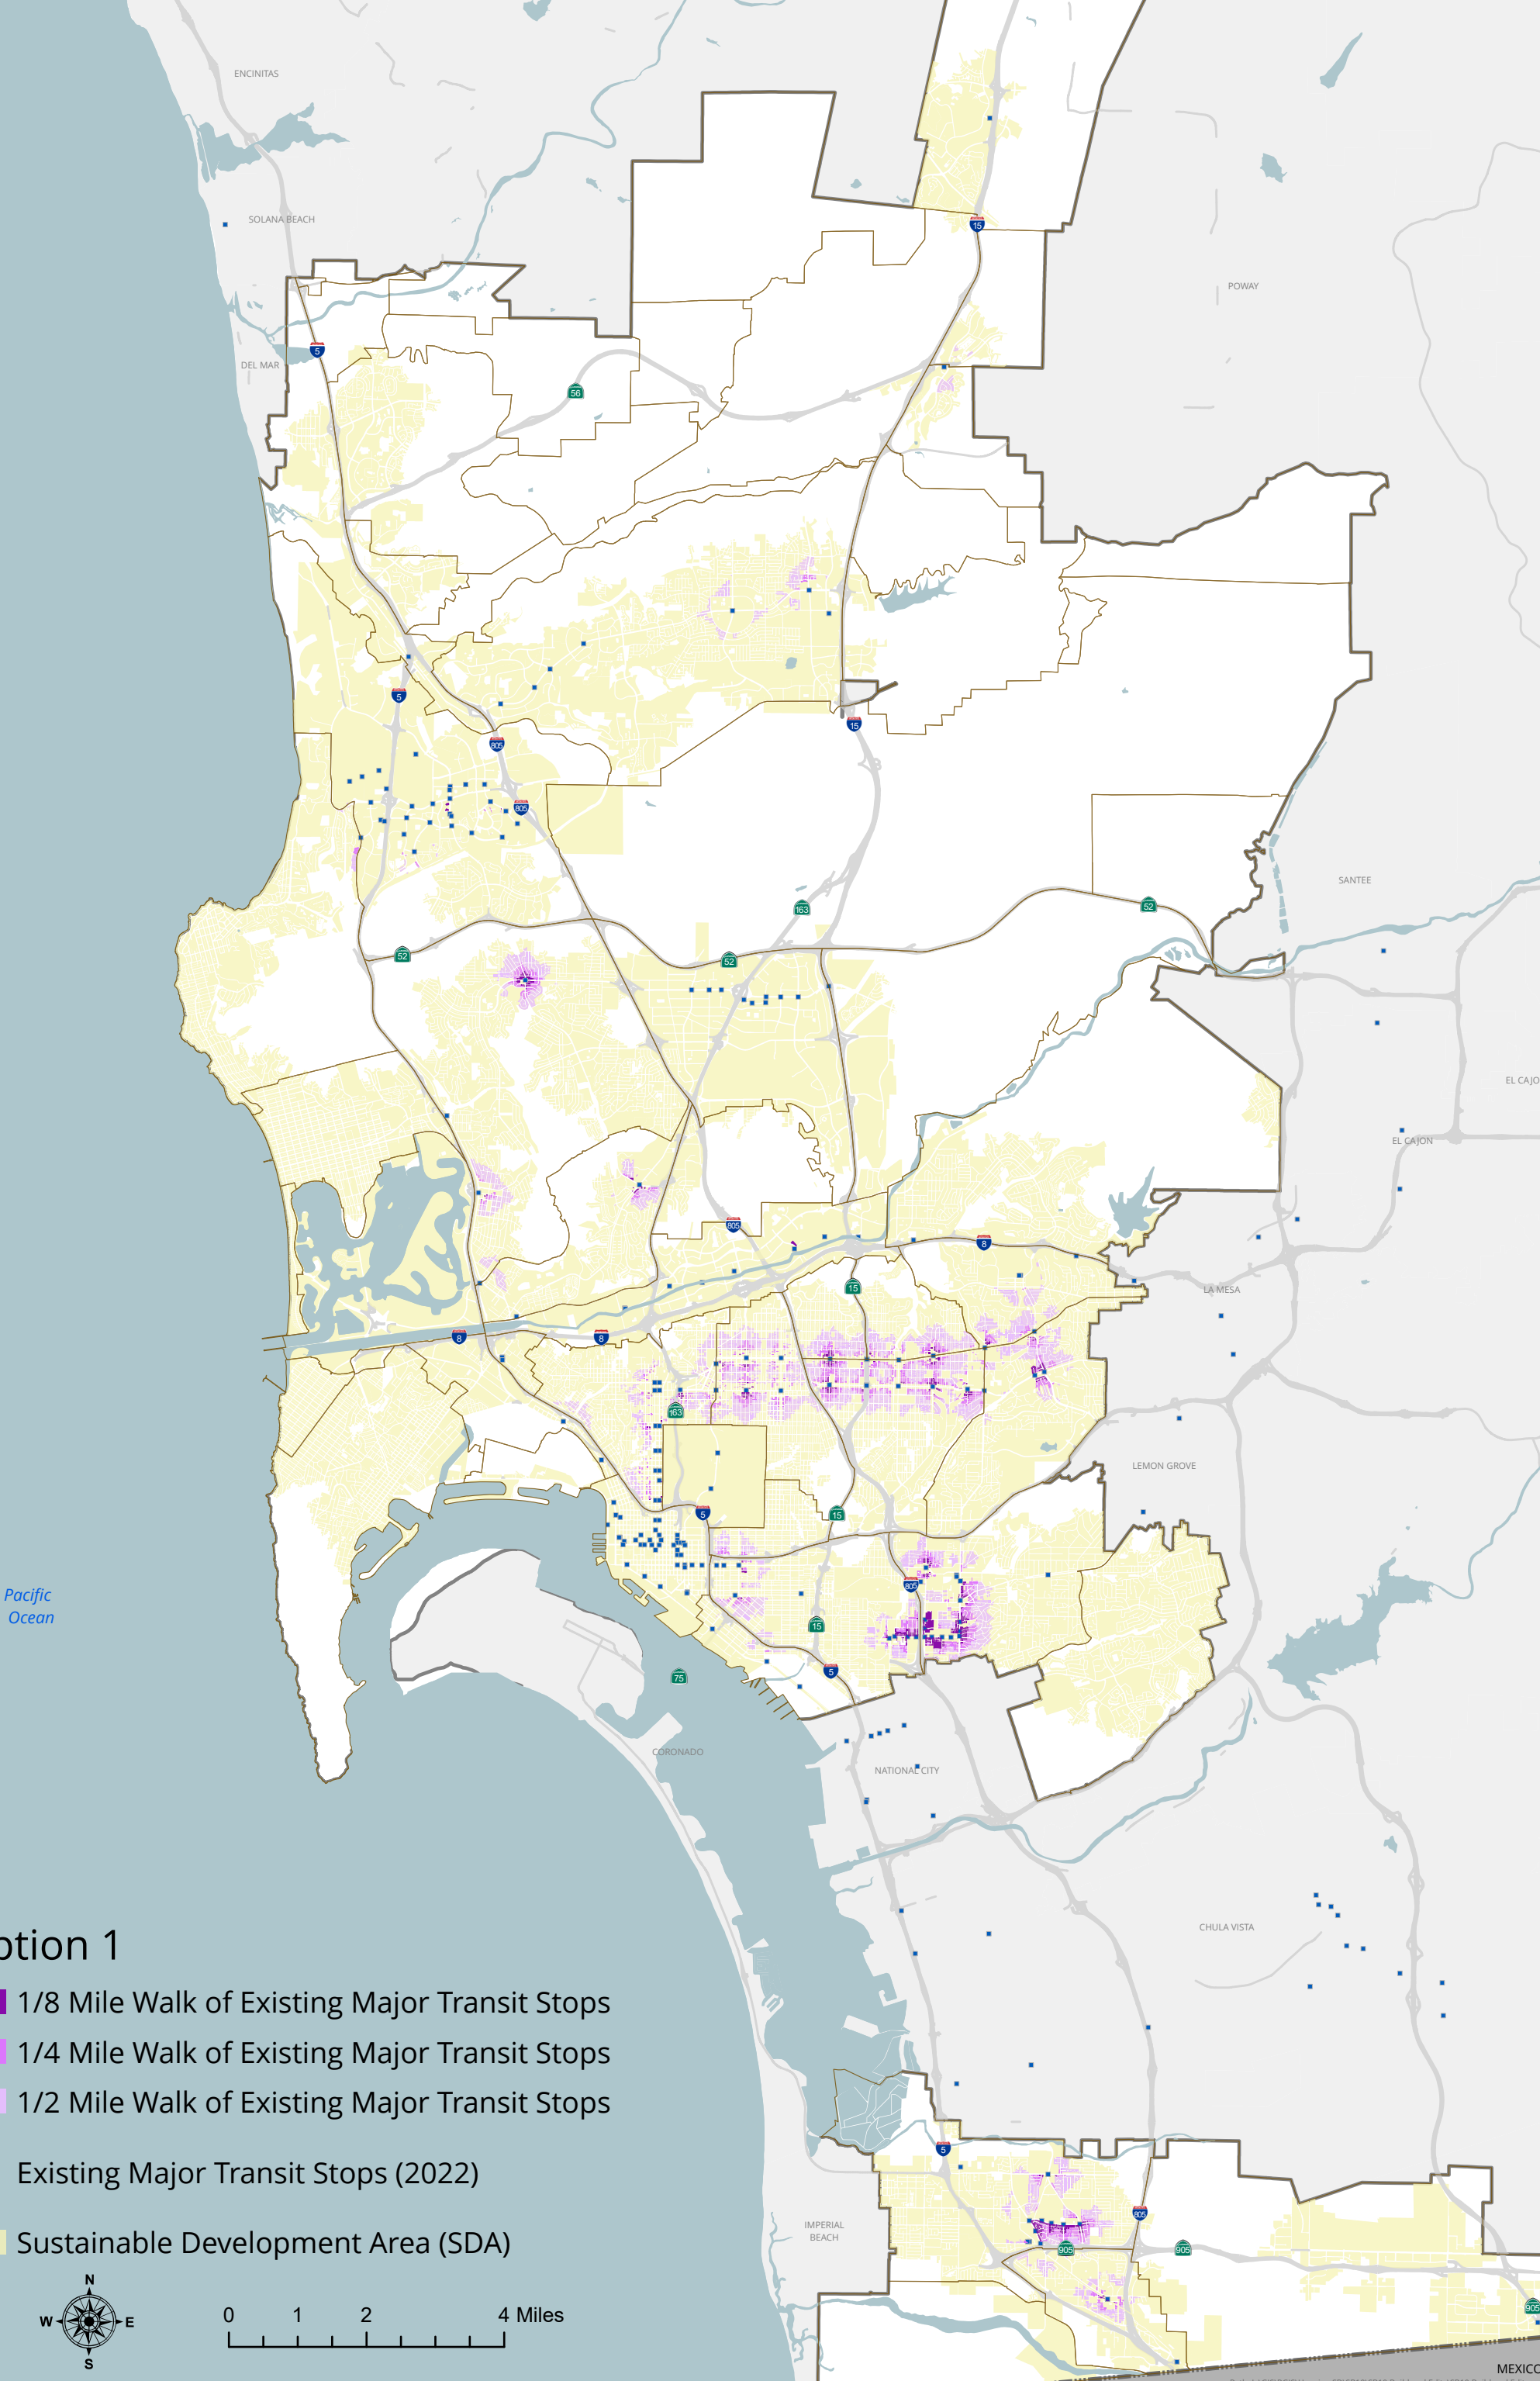 ENCINITAS
SOLANA BEACH
15
POWAY
5
DEL MAR
56
5
15
805
805
SANTEE
163
52
52
52
EL CAJO
EL CAJON
805
8
15
LA MESA
8
8
163
LEMON GROVE
5
15
Pacific
Ocean
805
15
5
75
CORONADO
NATIONAL CITY
CHULA VISTA
ption 1
1/8 Mile Walk of Existing Major Transit Stops
1/4 Mile Walk of Existing Major Transit Stops
1/2 Mile Walk of Existing Major Transit Stops
Existing Major Transit Stops (2022)
Sustainable Development Area (SDA)
5
805
IMPERIAL
BEACH
905
905
905
N
W
E
S
0 1 2 4 Miles
MEXICO